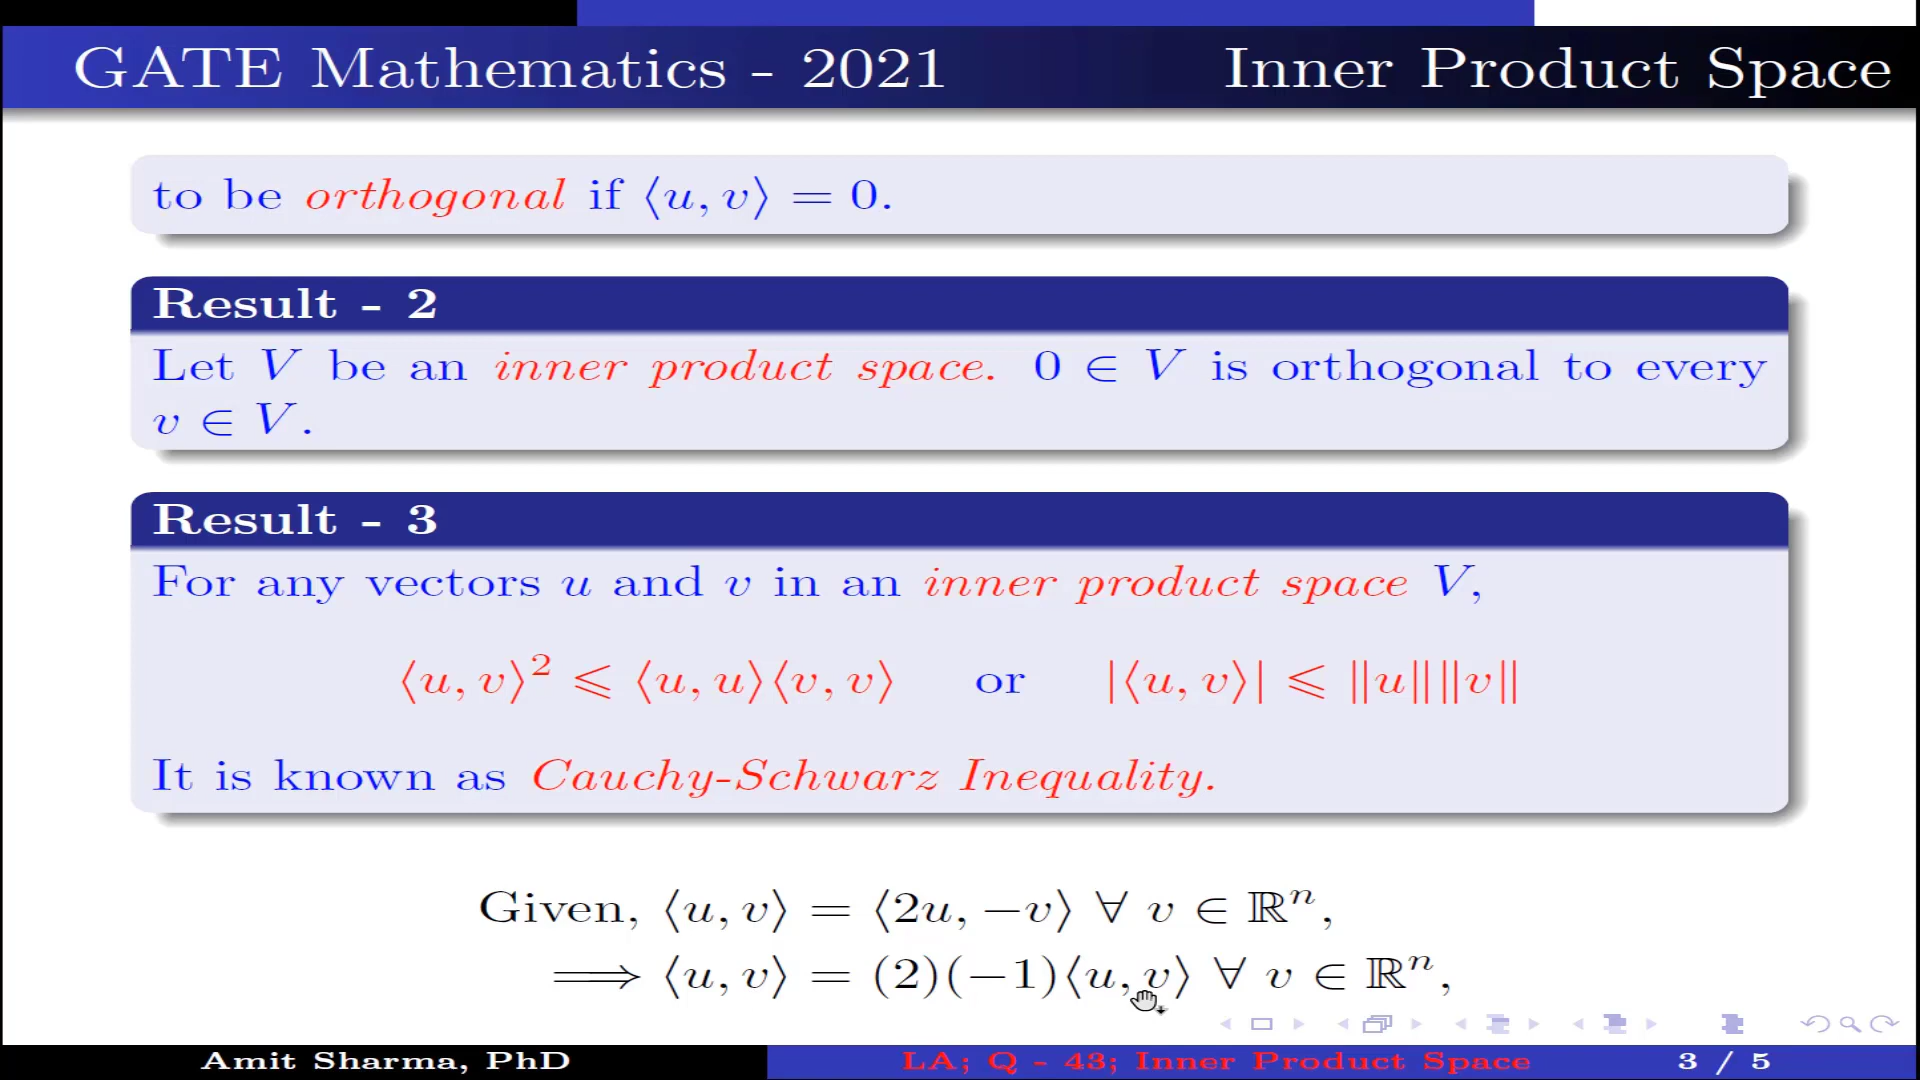 GATE Mathematics - 2021 Inner Product Space
to be orthogonal if ⟨u, v⟩ = 0.
Result - 2
Let V be an inner product space. 0 ∈ V is orthogonal to every
v ∈ V.
Result - 3
For any vectors u and v in an inner product space V,
⟨u, v⟩² ⩽ ⟨u, u⟩⟨v, v⟩ or |⟨u, v⟩| ⩽ ‖u‖‖v‖
It is known as Cauchy-Schwarz Inequality.
Given, ⟨u, v⟩ = ⟨2u, −v⟩ ∀ v ∈ ℝⁿ,
⟹ ⟨u, v⟩ = (2)(−1)⟨u, v⟩ ∀ v ∈ ℝⁿ,
Amit Sharma, PhD LA; Q - 43; Inner Product Space 3 / 5